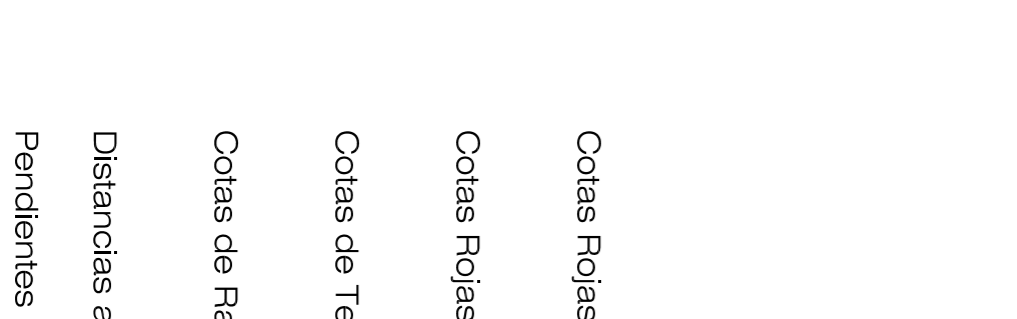 Cotas Rojas
Cotas Rojas
Cotas de Te
Cotas de Ra
Distancias a
Pendientes